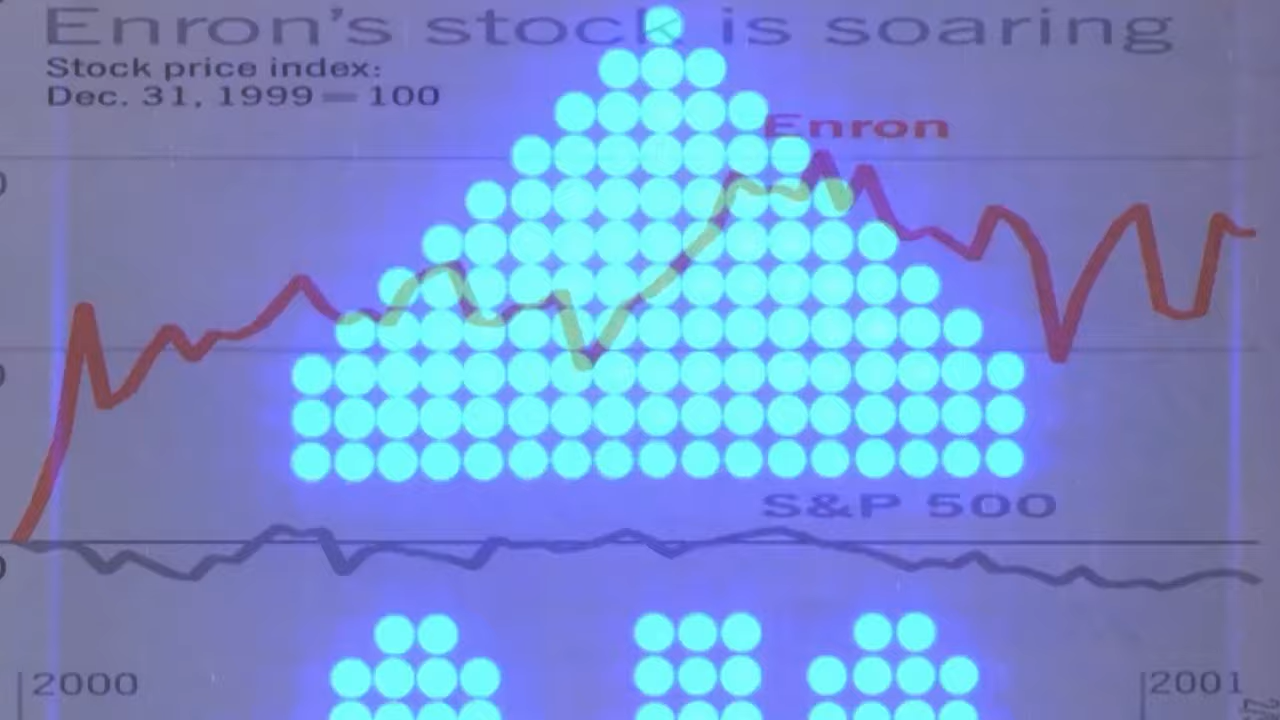 Enron's stock is soaring
Stock price index:
Dec. 31, 1999 = 100
Enron
S&P 500
2000
2001